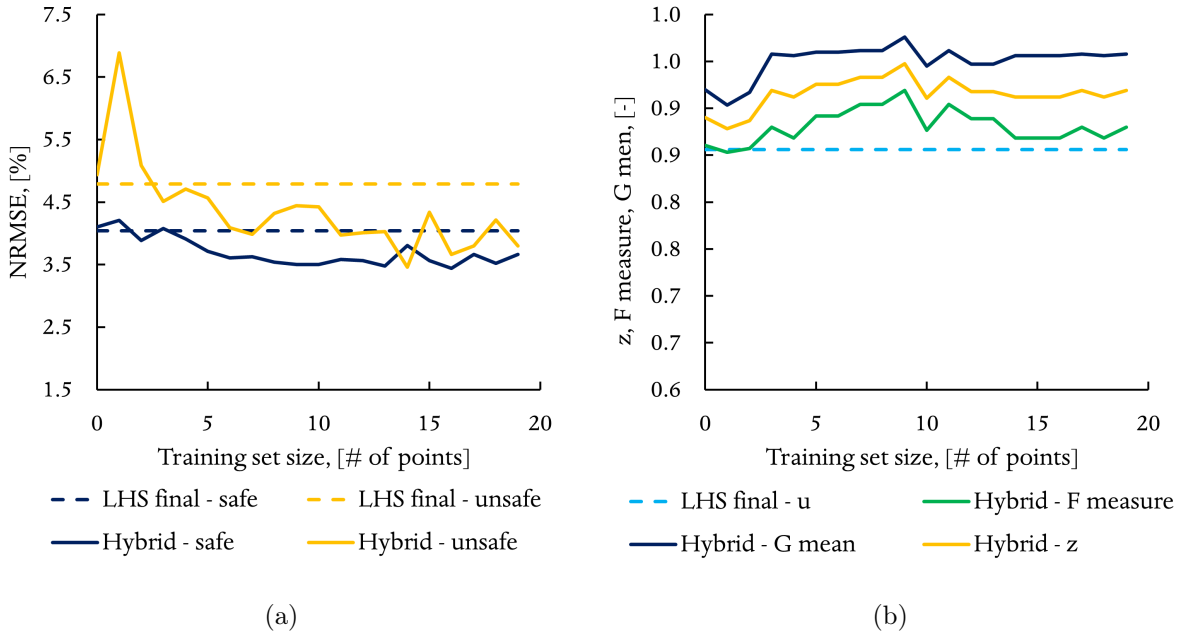 7.5
6.5
5.5
4.5
3.5
2.5
1.5
NRMSE, [%]
0 5 10 15 20
Training set size, [# of points]
LHS final - safe LHS final - unsafe
Hybrid - safe Hybrid - unsafe
(a)
1.0
1.0
0.9
0.9
0.8
0.8
0.7
0.7
0.6
z, F measure, G men, [-]
0 5 10 15 20
Training set size, [# of points]
LHS final - u Hybrid - F measure
Hybrid - G mean Hybrid - z
(b)